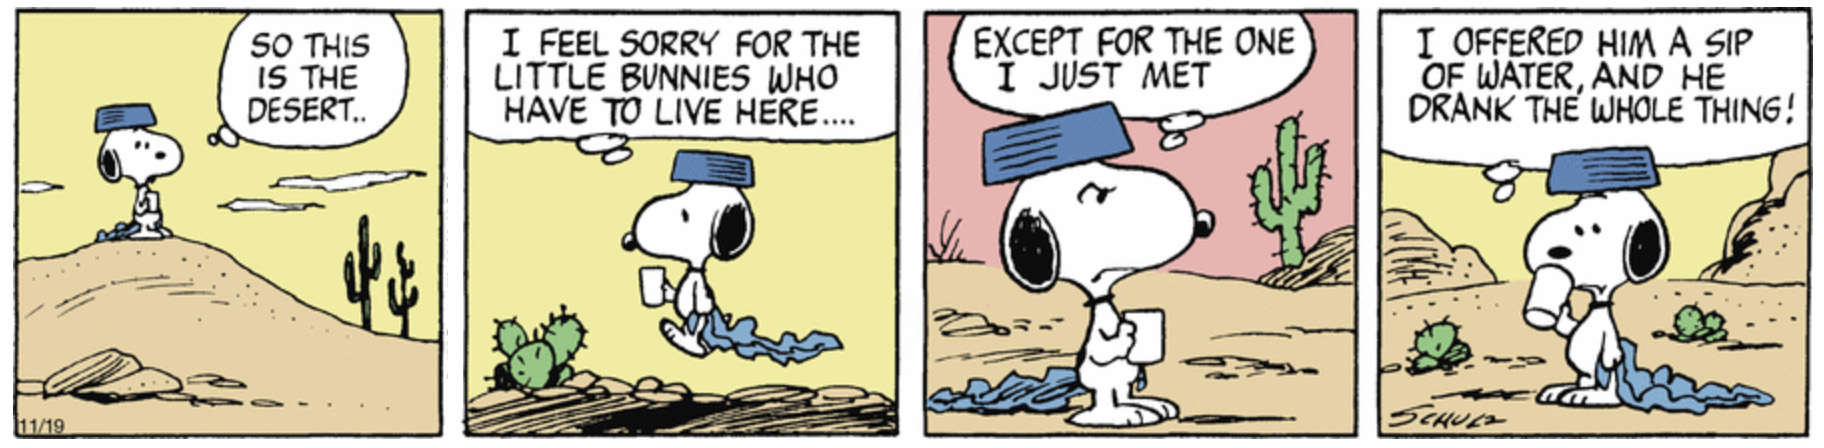 SO THIS
IS THE
DESERT..
11/19
I FEEL SORRY FOR THE
LITTLE BUNNIES WHO
HAVE TO LIVE HERE....
EXCEPT FOR THE ONE
I JUST MET
I OFFERED HIM A SIP
OF WATER, AND HE
DRANK THE WHOLE THING!
SCHULZ